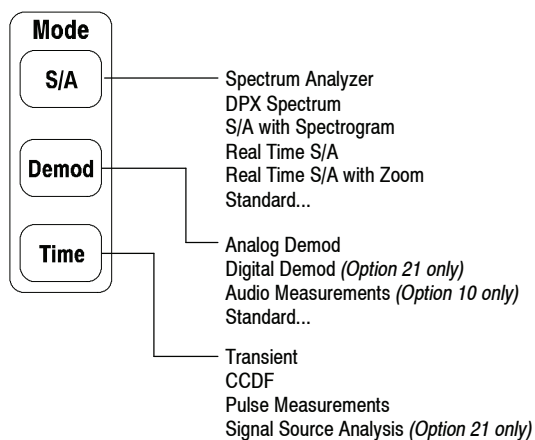 Mode
S/A
Spectrum Analyzer
DPX Spectrum
S/A with Spectrogram
Real Time S/A
Real Time S/A with Zoom
Standard...
Demod
Analog Demod
Digital Demod (Option 21 only)
Audio Measurements (Option 10 only)
Standard...
Time
Transient
CCDF
Pulse Measurements
Signal Source Analysis (Option 21 only)